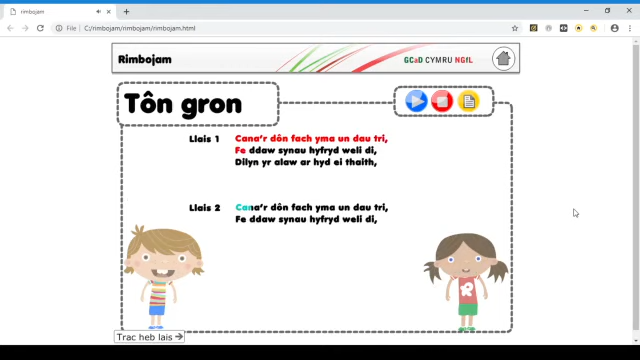 rimbojam
File
C:/rimbojam/rimbojam/rimbojam.html
Rimbojam
GCaD CYMRU NGfL
Tôn gron
Llais 1
Cana'r dôn fach yma un dau tri,
Fe ddaw synau hyfryd weli di,
Dilyn yr alaw ar hyd ei thaith,
Llais 2
Cana'r dôn fach yma un dau tri,
Fe ddaw synau hyfryd weli di,
R
Trac heb lais